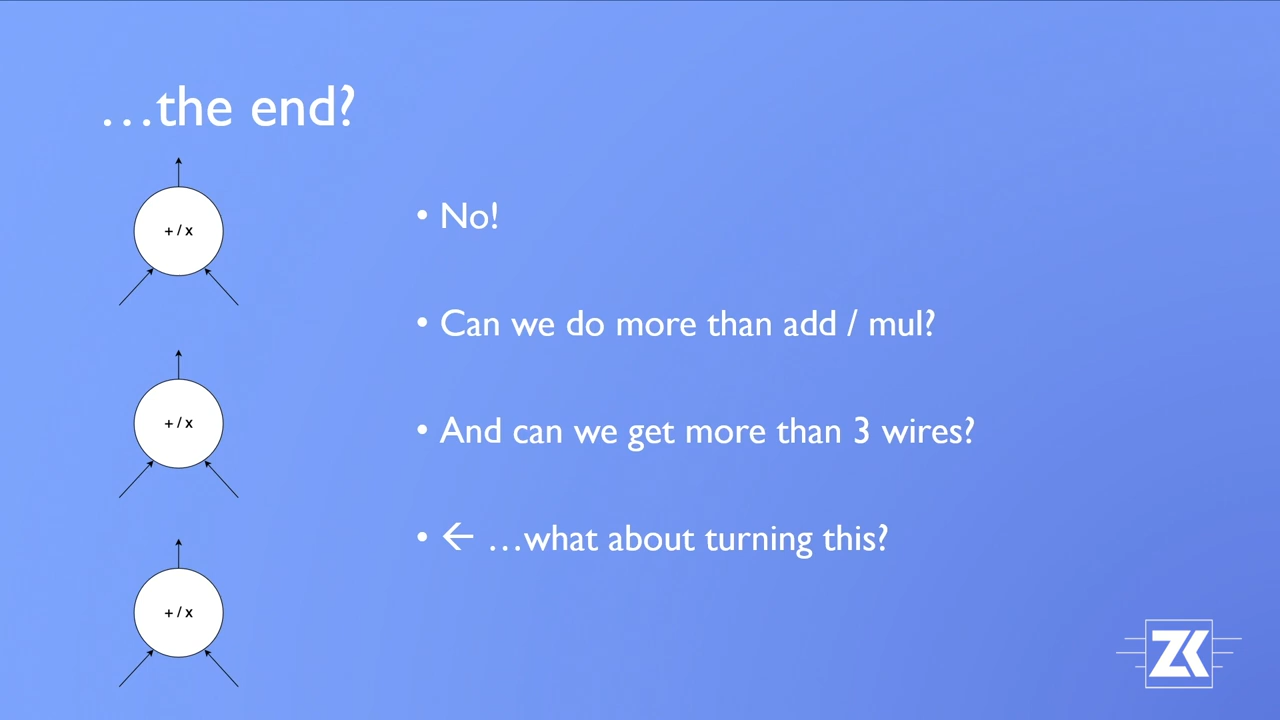 …the end?
+ / x
• No!
• Can we do more than add / mul?
+ / x
• And can we get more than 3 wires?
• ← …what about turning this?
+ / x
ZK